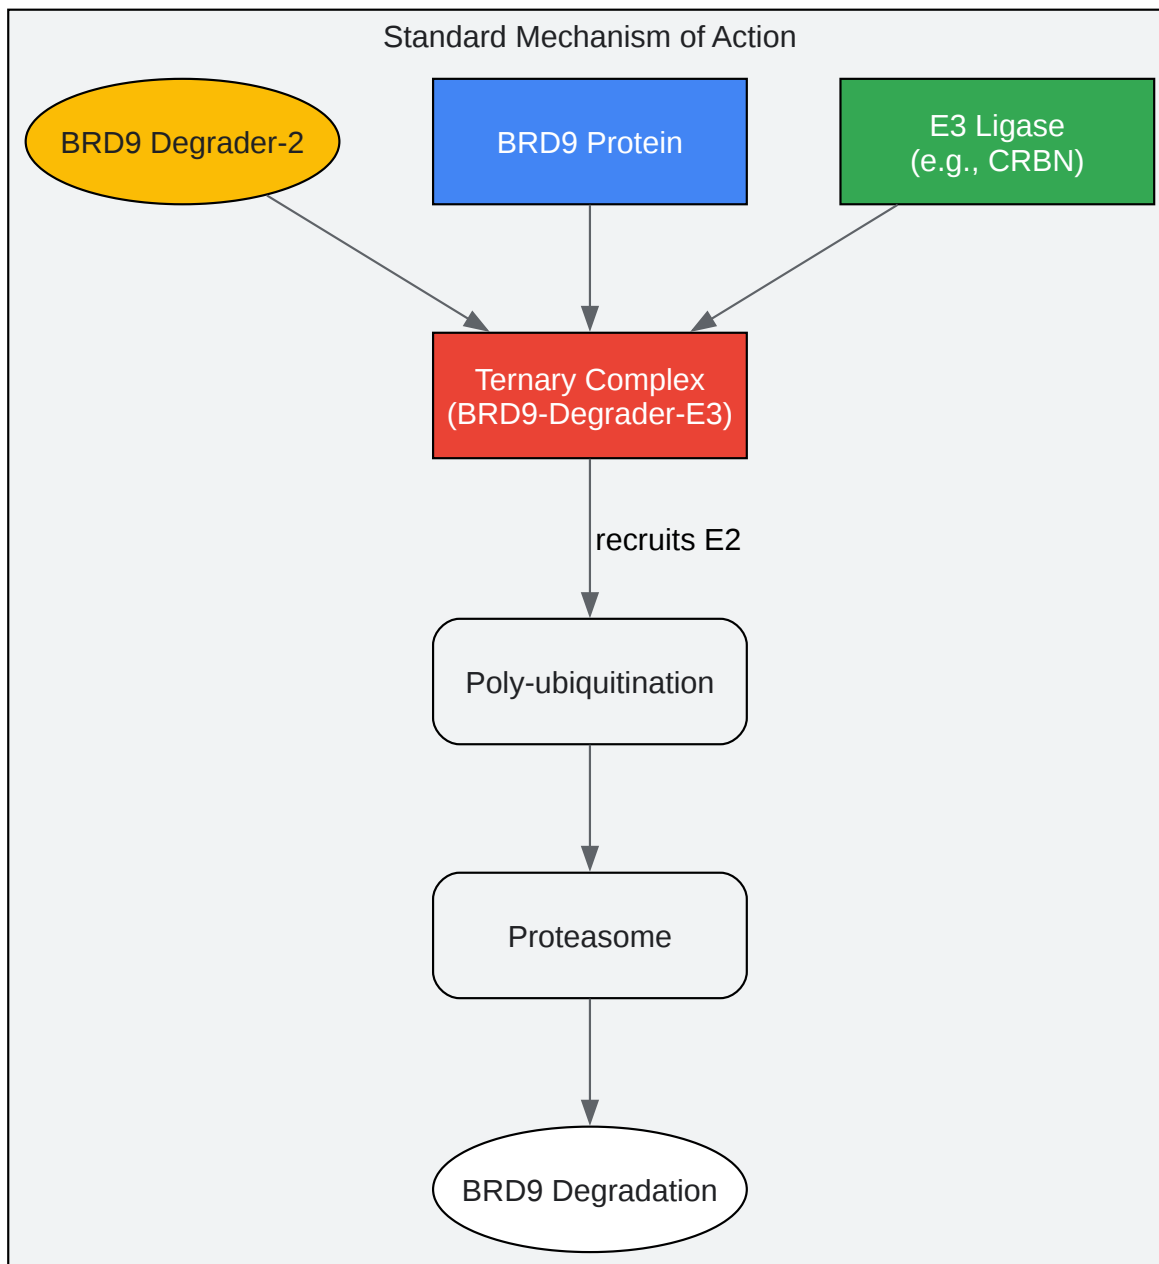 Standard Mechanism of Action
BRD9 Degrader-2
BRD9 Protein
E3 Ligase
(e.g., CRBN)
Ternary Complex
(BRD9-Degrader-E3)
recruits E2
Poly-ubiquitination
Proteasome
BRD9 Degradation